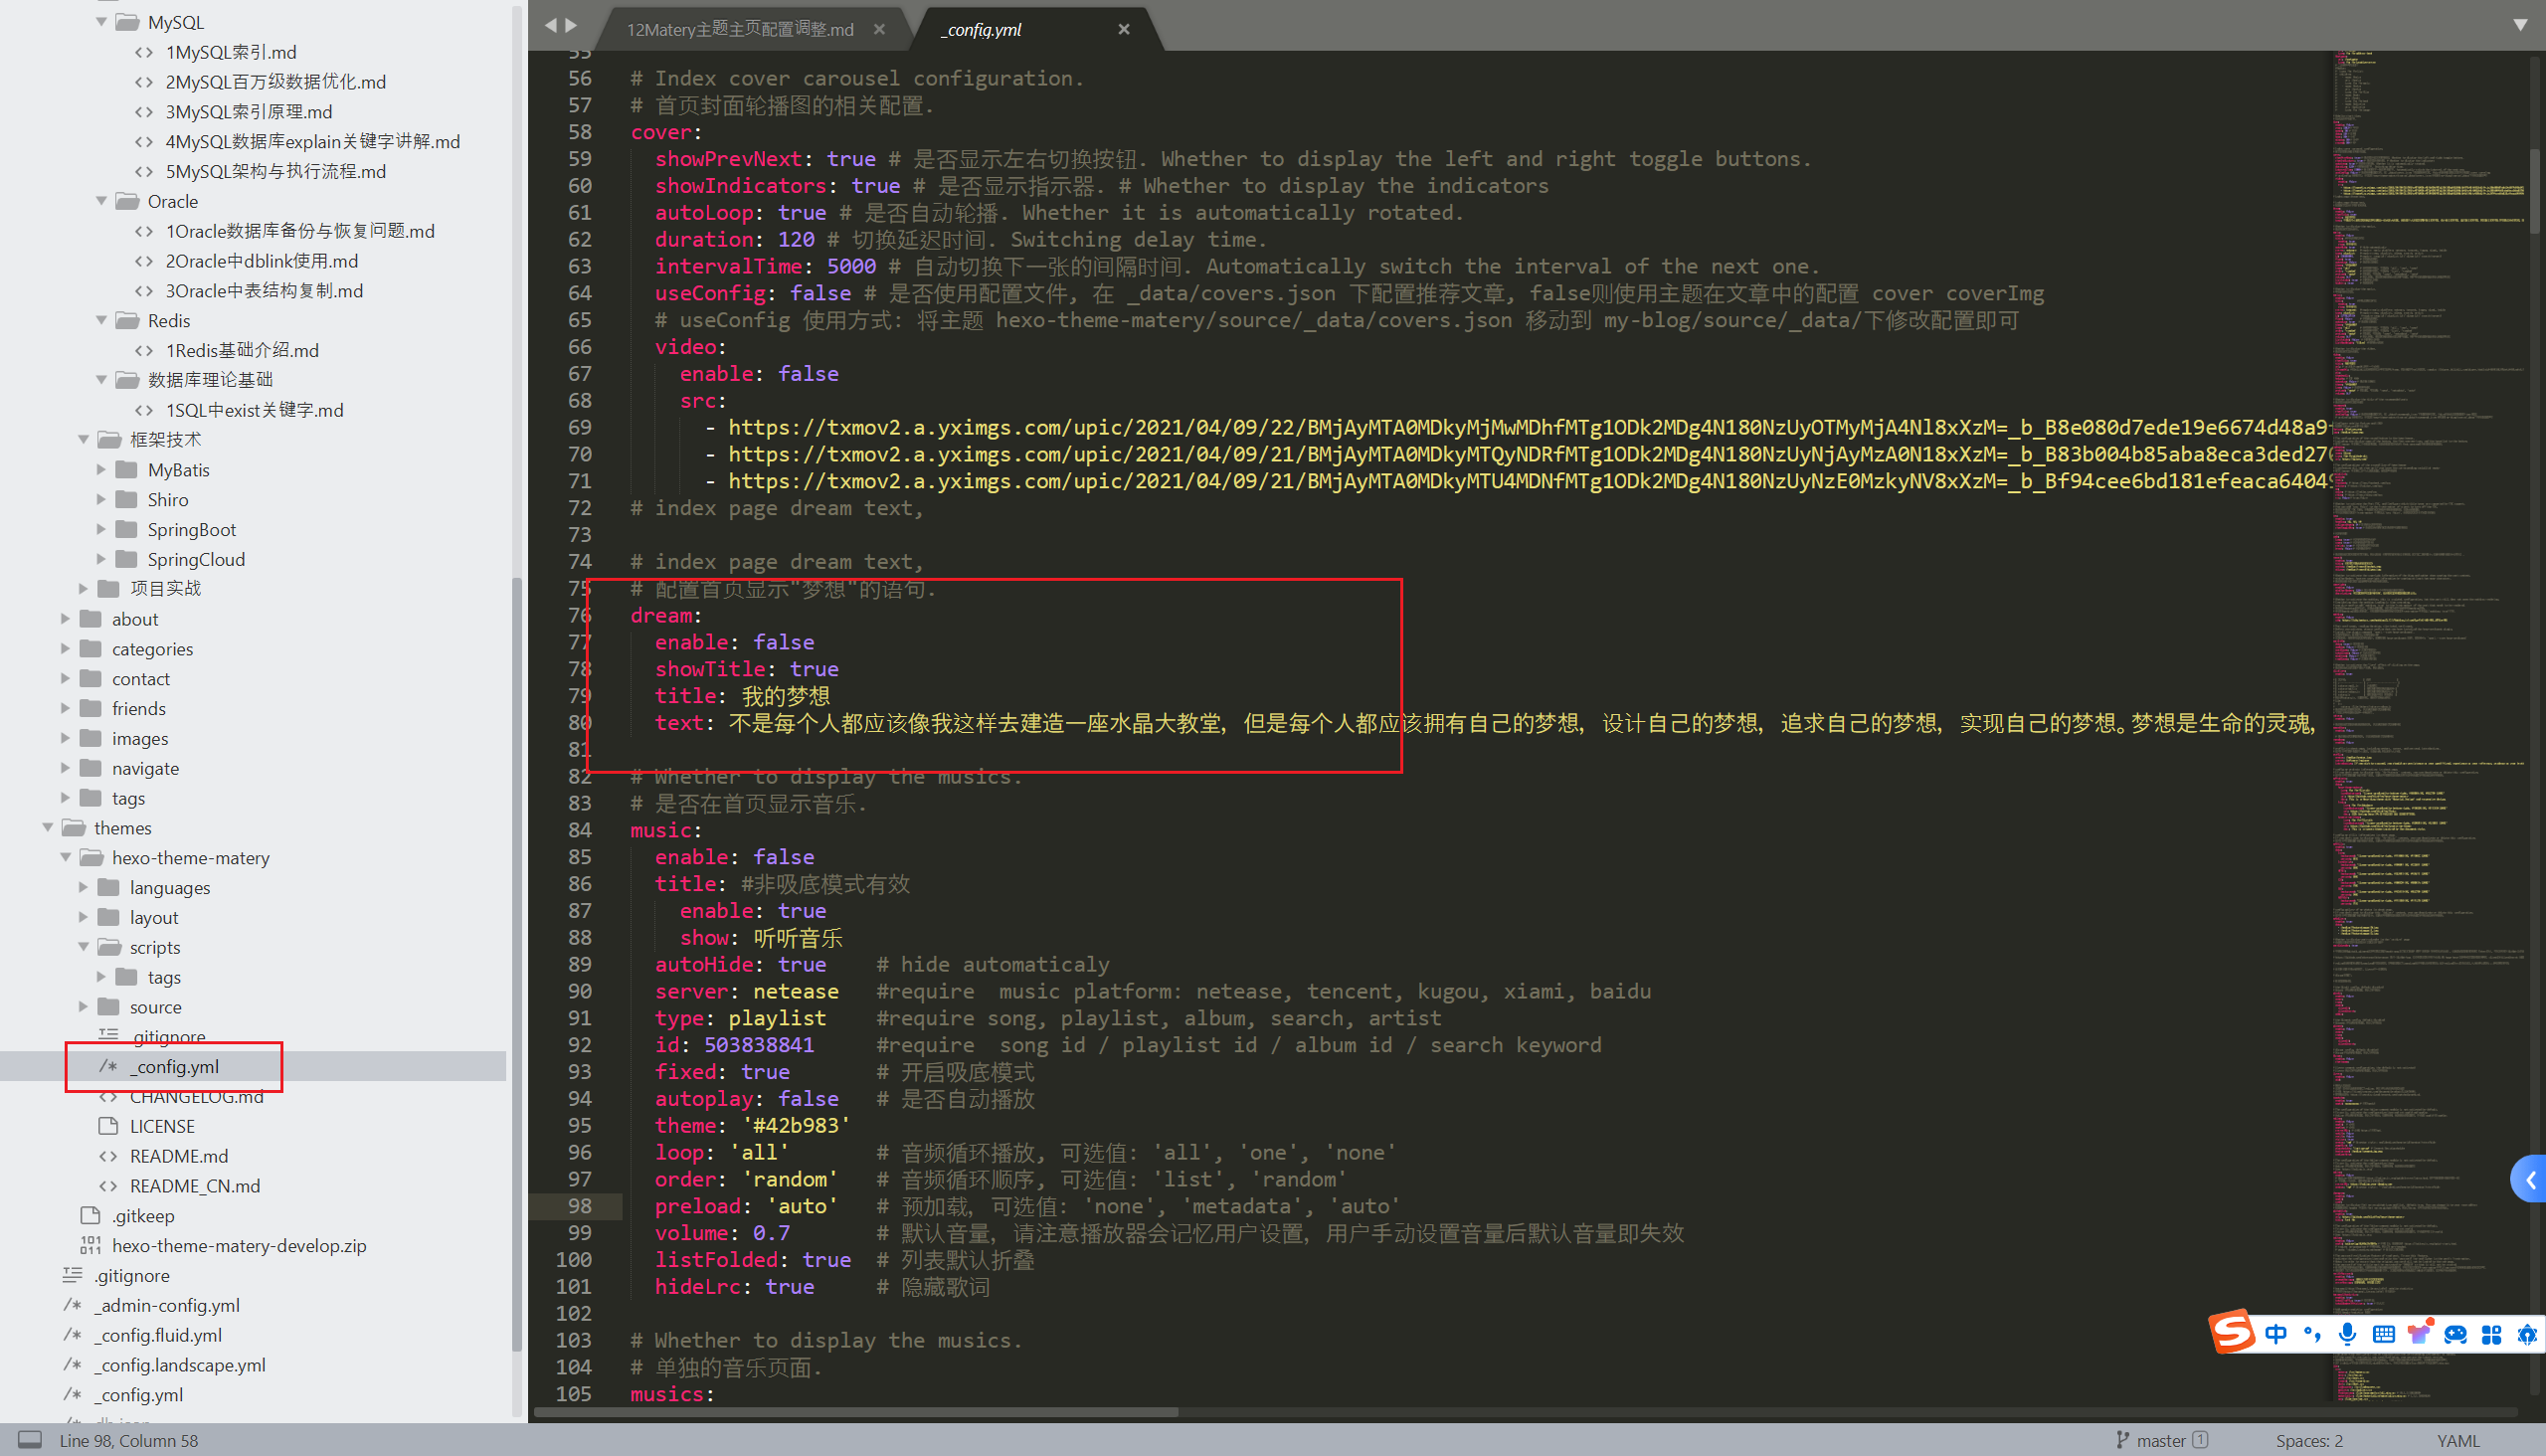 MySQL
1MySQL索引.md
2MySQL百万级数据优化.md
3MySQL索引原理.md
4MySQL数据库explain关键字讲解.md
5MySQL架构与执行流程.md
Oracle
1Oracle数据库备份与恢复问题.md
2Oracle中dblink使用.md
3Oracle中表结构复制.md
Redis
1Redis基础介绍.md
数据库理论基础
1SQL中exist关键字.md
框架技术
MyBatis
Shiro
SpringBoot
SpringCloud
项目实战
about
categories
contact
friends
images
navigate
tags
themes
hexo-theme-matery
languages
layout
scripts
tags
source
.gitignore
_config.yml
CHANGELOG.md
LICENSE
README.md
README_CN.md
.gitkeep
hexo-theme-matery-develop.zip
.gitignore
_admin-config.yml
_config.fluid.yml
_config.landscape.yml
_config.yml
db.json
12Matery主题主页配置调整.md
_config.yml
55
56 # Index cover carousel configuration.
57 # 首页封面轮播图的相关配置.
58 cover:
59 showPrevNext: true # 是否显示左右切换按钮. Whether to display the left and right toggle buttons.
60 showIndicators: true # 是否显示指示器. # Whether to display the indicators
61 autoLoop: true # 是否自动轮播. Whether it is automatically rotated.
62 duration: 120 # 切换延迟时间. Switching delay time.
63 intervalTime: 5000 # 自动切换下一张的间隔时间. Automatically switch the interval of the next one.
64 useConfig: false # 是否使用配置文件, 在 _data/covers.json 下配置推荐文章, false则使用主题在文章中的配置 cover coverImg
65 # useConfig 使用方式: 将主题 hexo-theme-matery/source/_data/covers.json 移动到 my-blog/source/_data/下修改配置即可
66 video:
67 enable: false
68 src:
69 - https://txmov2.a.yximgs.com/upic/2021/04/09/22/BMjAyMTA0MDkyMjMwMDhfMTg1ODk2MDg4N180NzUyOTMyMjA4Nl8xXzM=_b_B8e080d7ede19e6674d48a9
70 - https://txmov2.a.yximgs.com/upic/2021/04/09/21/BMjAyMTA0MDkyMTQyNDRfMTg1ODk2MDg4N180NzUyNjAyMzA0N18xXzM=_b_B83b004b85aba8eca3ded27
71 - https://txmov2.a.yximgs.com/upic/2021/04/09/21/BMjAyMTA0MDkyMTU4MDNfMTg1ODk2MDg4N180NzUyNzE0MzkyNV8xXzM=_b_Bf94cee6bd181efeaca6404
72 # index page dream text,
73
74 # index page dream text,
75 # 配置首页显示"梦想"的语句.
76 dream:
77 enable: false
78 showTitle: true
79 title: 我的梦想
80 text: 不是每个人都应该像我这样去建造一座水晶大教堂, 但是每个人都应该拥有自己的梦想, 设计自己的梦想, 追求自己的梦想, 实现自己的梦想。梦想是生命的灵魂,
81
82 # Whether to display the musics.
83 # 是否在首页显示音乐.
84 music:
85 enable: false
86 title: #非吸底模式有效
87 enable: true
88 show: 听听音乐
89 autoHide: true # hide automaticaly
90 server: netease #require music platform: netease, tencent, kugou, xiami, baidu
91 type: playlist #require song, playlist, album, search, artist
92 id: 503838841 #require song id / playlist id / album id / search keyword
93 fixed: true # 开启吸底模式
94 autoplay: false # 是否自动播放
95 theme: '#42b983'
96 loop: 'all' # 音频循环播放, 可选值: 'all', 'one', 'none'
97 order: 'random' # 音频循环顺序, 可选值: 'list', 'random'
98 preload: 'auto' # 预加载, 可选值: 'none', 'metadata', 'auto'
99 volume: 0.7 # 默认音量, 请注意播放器会记忆用户设置, 用户手动设置音量后默认音量即失效
100 listFolded: true # 列表默认折叠
101 hideLrc: true # 隐藏歌词
102
103 # Whether to display the musics.
104 # 单独的音乐页面.
105 musics:
中
Line 98, Column 58
master 1
Spaces: 2
YAML